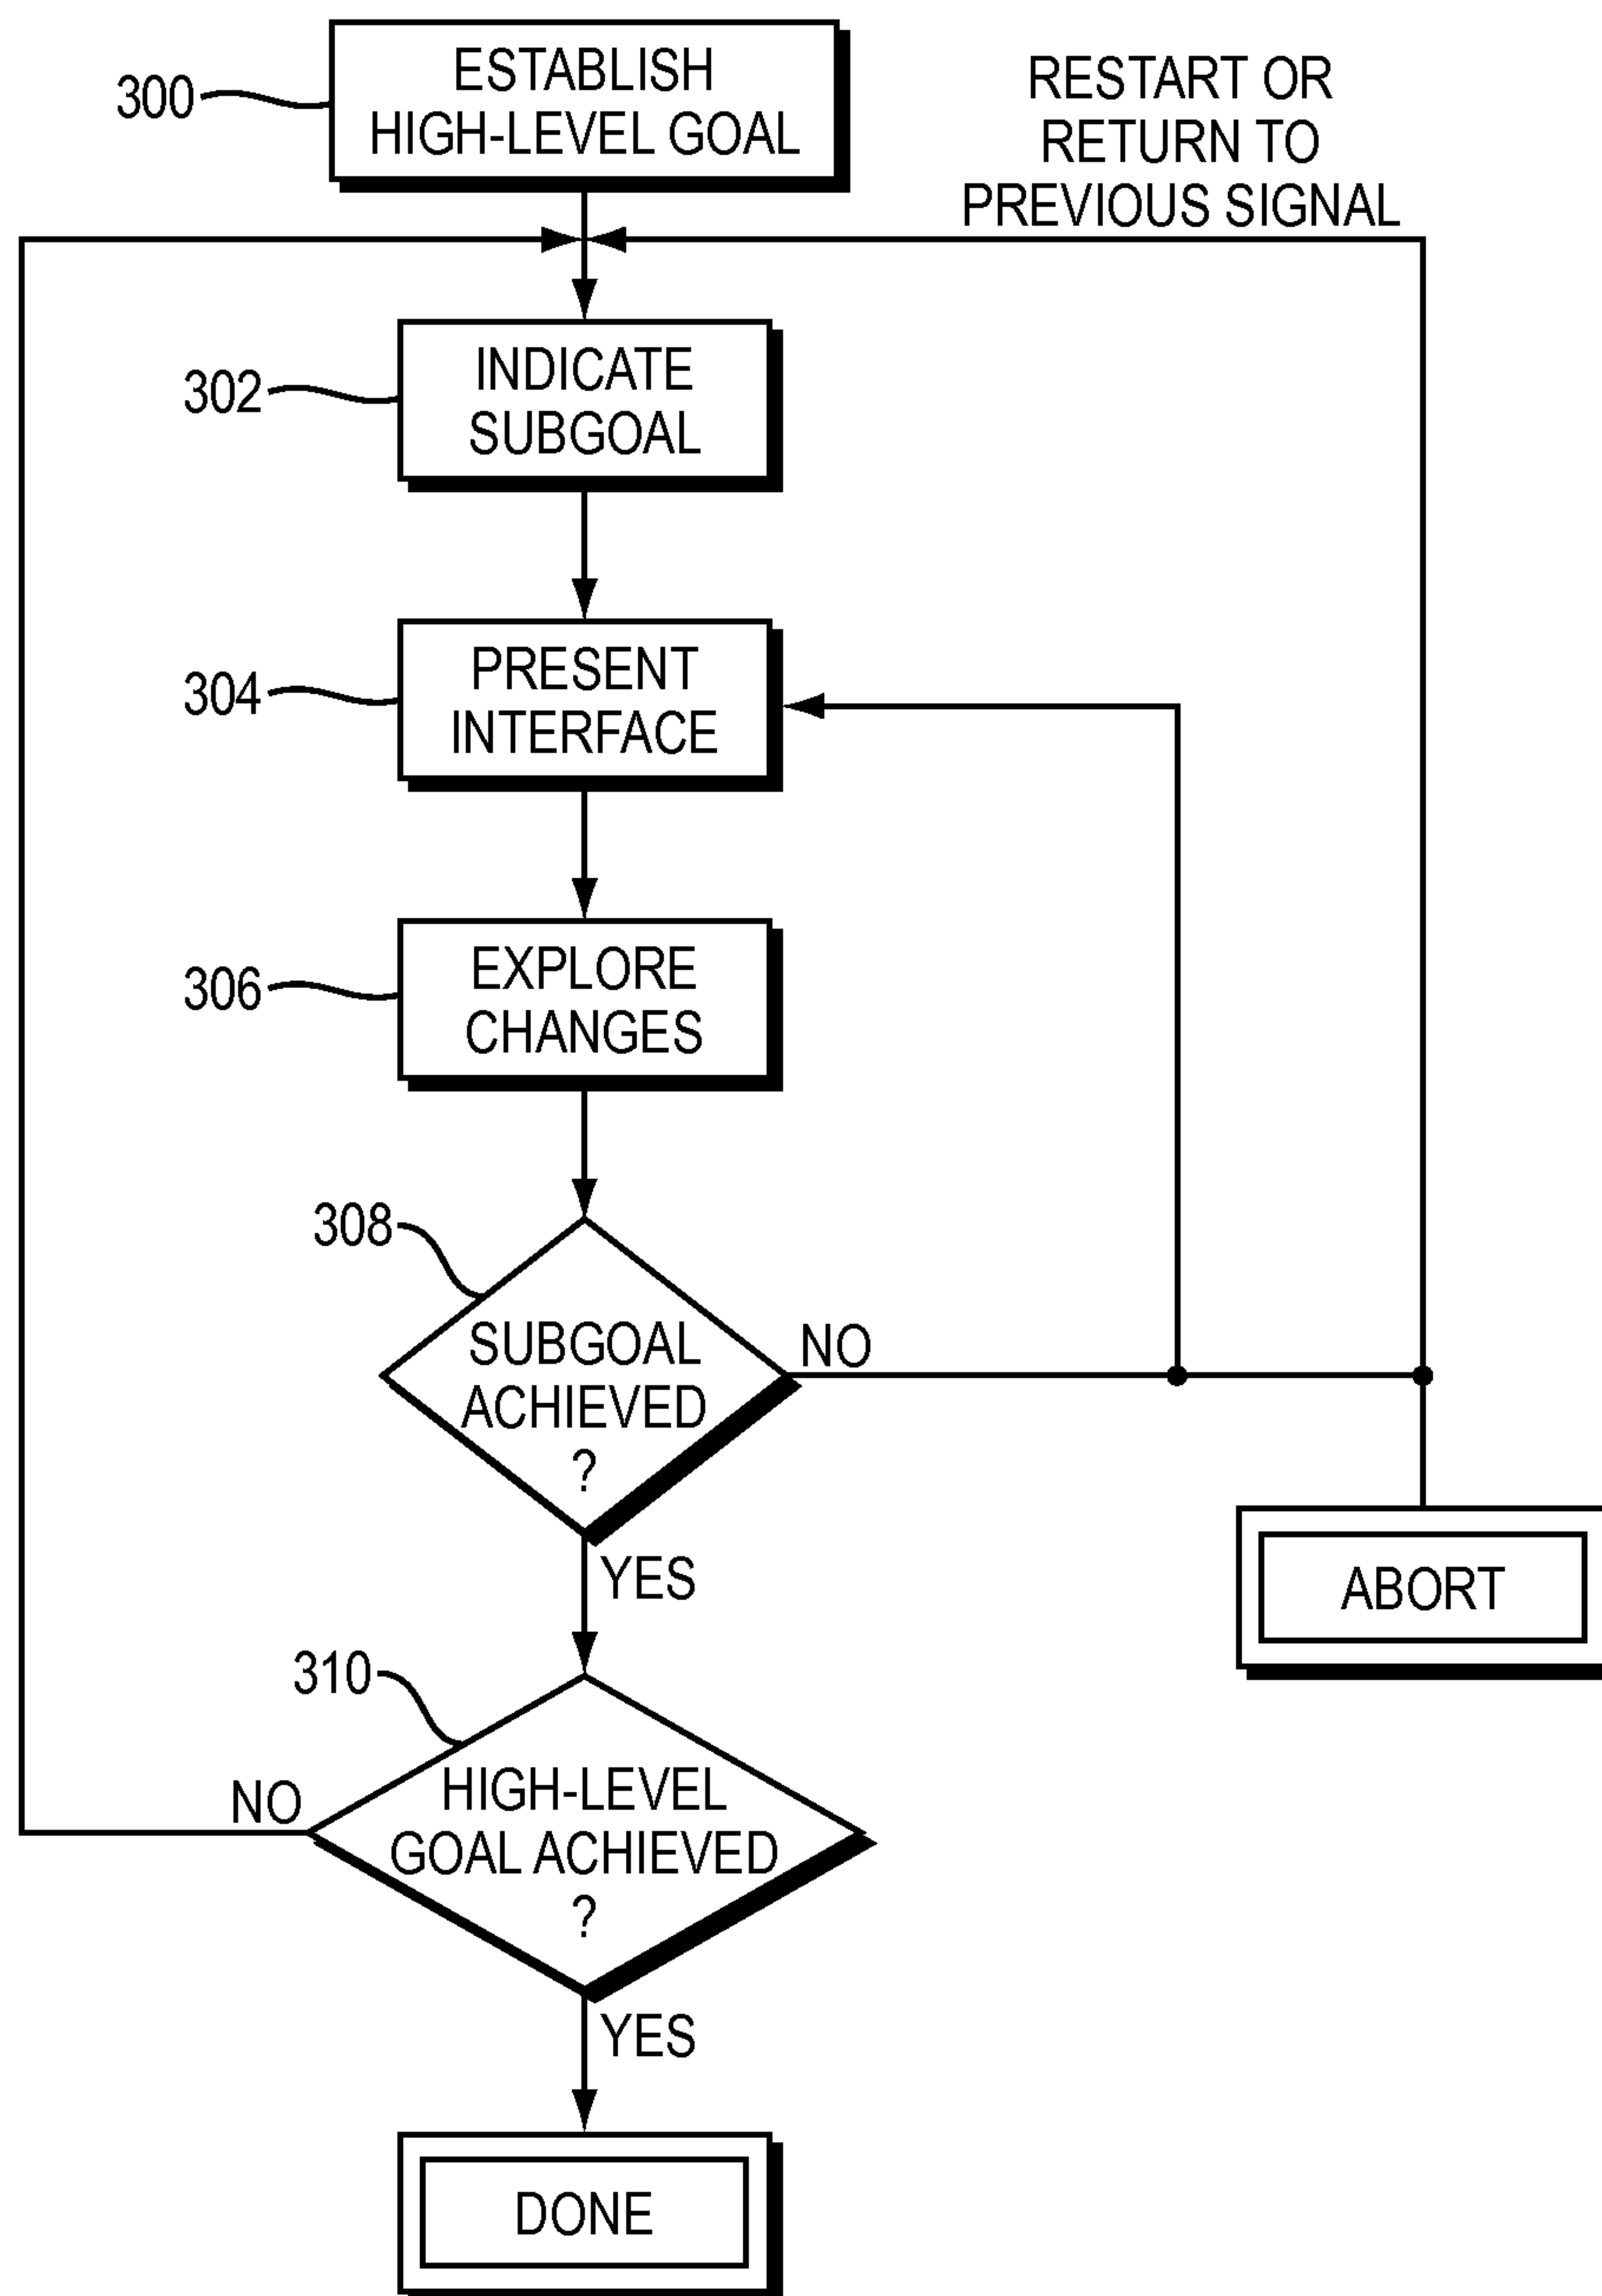 300
ESTABLISH
HIGH-LEVEL GOAL
RESTART OR
RETURN TO
PREVIOUS SIGNAL
302
INDICATE
SUBGOAL
304
PRESENT
INTERFACE
306
EXPLORE
CHANGES
308
SUBGOAL
ACHIEVED
?
NO
YES
ABORT
310
HIGH-LEVEL
GOAL ACHIEVED
?
NO
YES
DONE